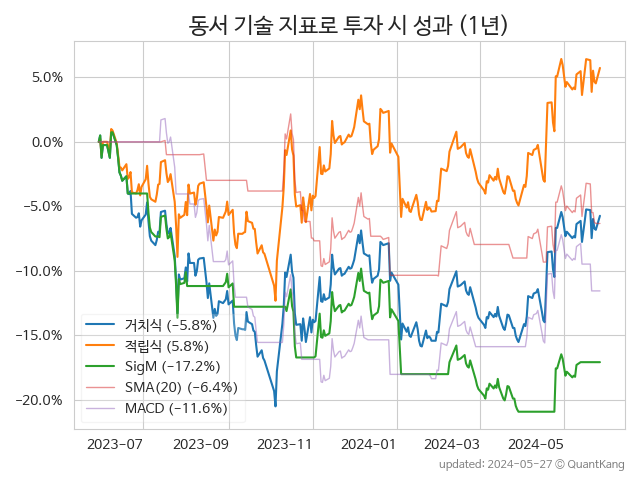 동서 기술 지표로 투자 시 성과 (1년)
5.0%
0.0%
−5.0%
−10.0%
−15.0%
−20.0%
거치식 (−5.8%)
적립식 (5.8%)
SigM (−17.2%)
SMA(20) (−6.4%)
MACD (−11.6%)
2023−07 2023−09 2023−11 2024−01 2024−03 2024−05
updated: 2024−05−27 © QuantKang